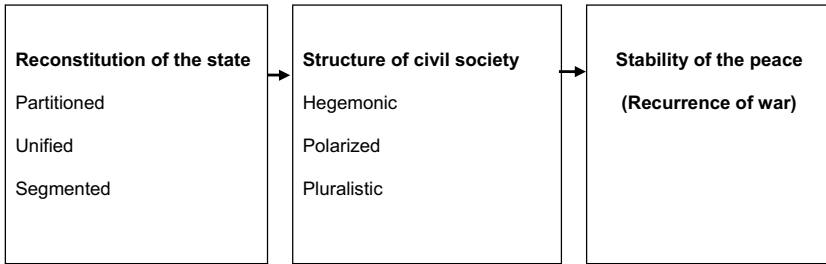 Reconstitution of the state
Partitioned
Unified
Segmented
Structure of civil society
Hegemonic
Polarized
Pluralistic
Stability of the peace
(Recurrence of war)